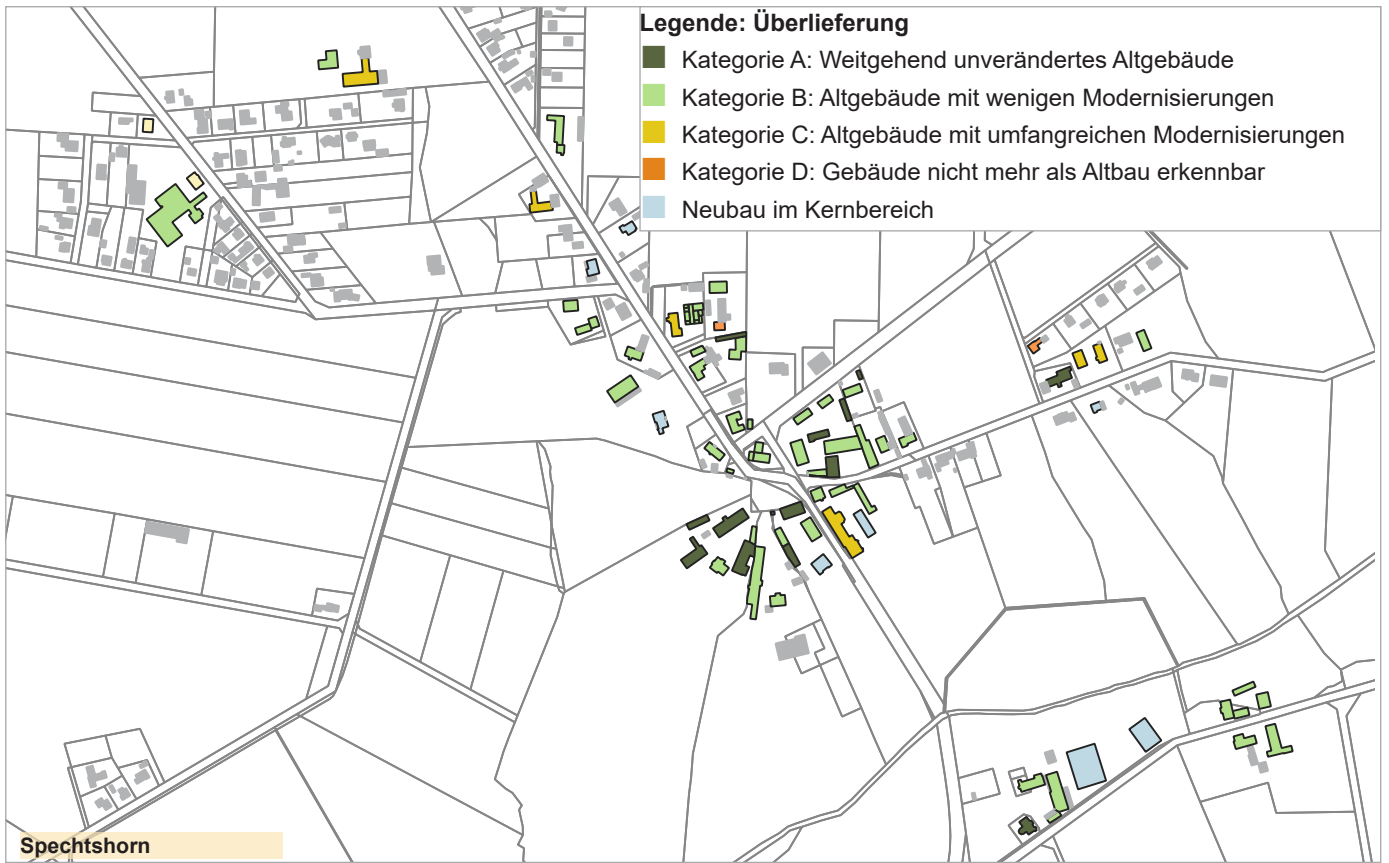 Legende: Überlieferung
Kategorie A: Weitgehend unverändertes Altgebäude
Kategorie B: Altgebäude mit wenigen Modernisierungen
Kategorie C: Altgebäude mit umfangreichen Modernisierungen
Kategorie D: Gebäude nicht mehr als Altbau erkennbar
Neubau im Kernbereich
Spechtshorn